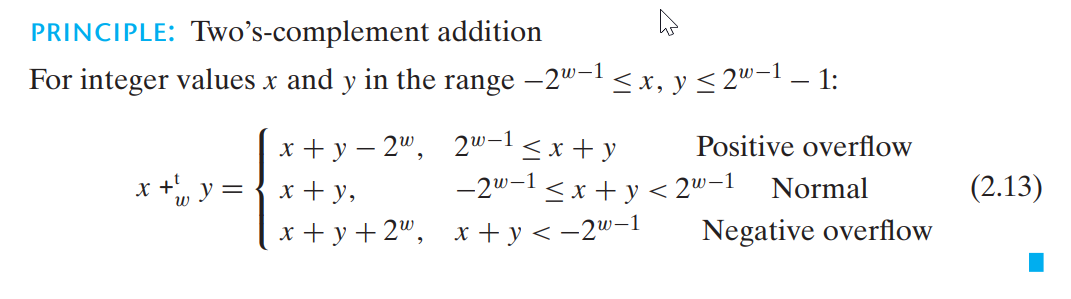 PRINCIPLE: Two's-complement addition
For integer values x and y in the range −2^{w−1} ≤ x, y ≤ 2^{w−1} − 1:
x + y − 2^w, 2^{w−1} ≤ x + y Positive overflow
x +^t_w y = { x + y, −2^{w−1} ≤ x + y < 2^{w−1} Normal (2.13)
x + y + 2^w, x + y < −2^{w−1} Negative overflow